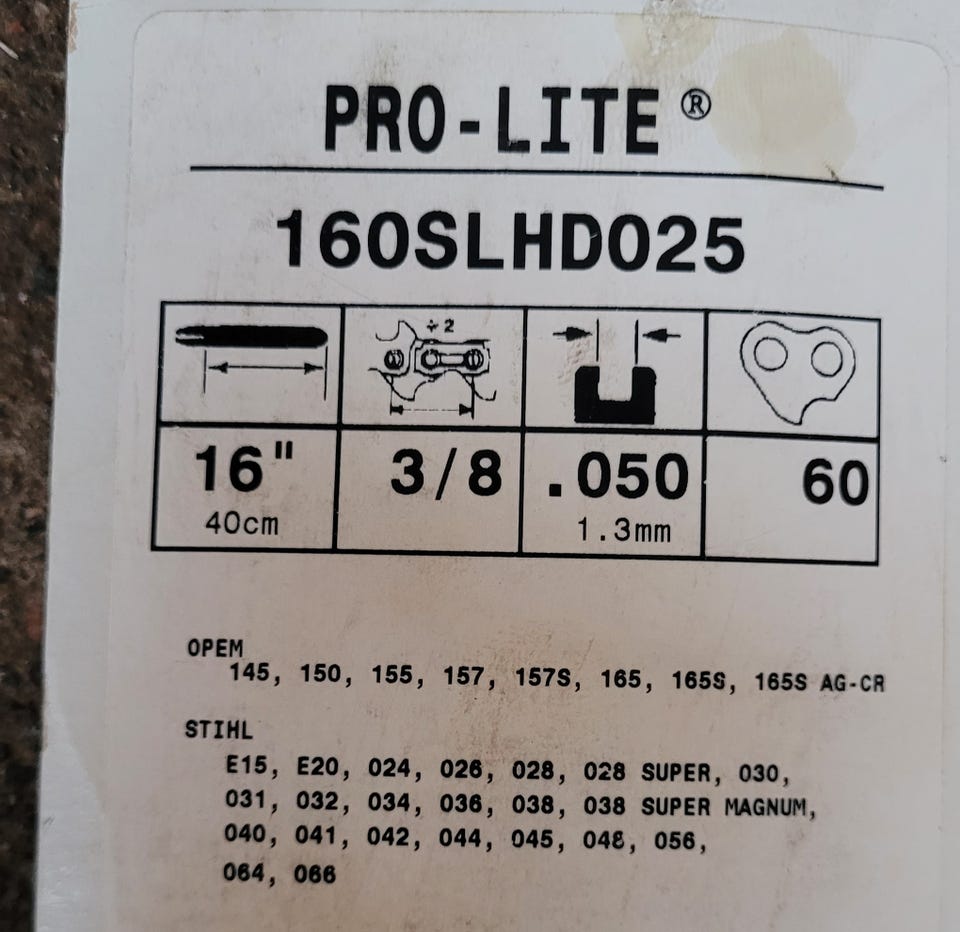 PRO-LITE®
160SLHD025
÷2
16" 3/8 .050 60
40cm 1.3mm
OPEM
145, 150, 155, 157, 157S, 165, 165S, 165S AG-CR
STIHL
E15, E20, 024, 026, 028, 028 SUPER, 030,
031, 032, 034, 036, 038, 038 SUPER MAGNUM,
040, 041, 042, 044, 045, 048, 056,
064, 066